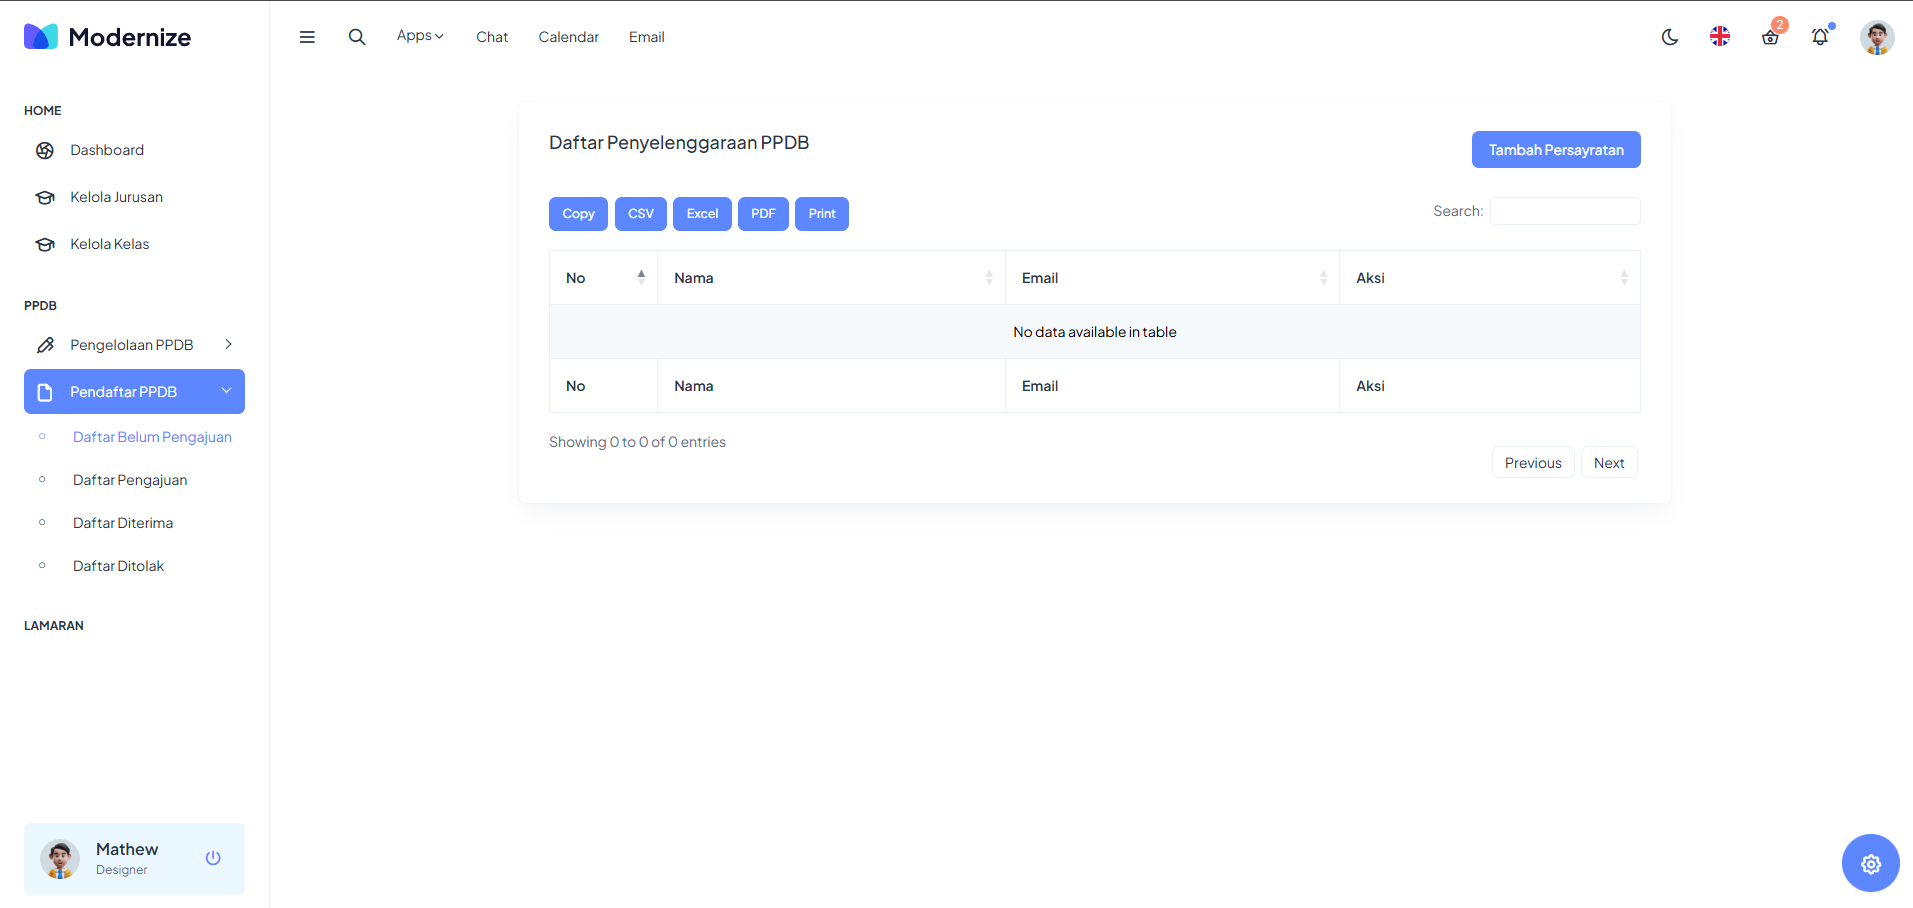 Modernize
Apps Chat Calendar Email
2
HOME
Dashboard
Kelola Jurusan
Kelola Kelas
PPDB
Pengelolaan PPDB
Pendaftar PPDB
Daftar Belum Pengajuan
Daftar Pengajuan
Daftar Diterima
Daftar Ditolak
LAMARAN
Mathew
Designer
Daftar Penyelenggaraan PPDB
Tambah Persayratan
Copy CSV Excel PDF Print
Search:
No Nama Email Aksi
No data available in table
No Nama Email Aksi
Showing 0 to 0 of 0 entries
Previous Next